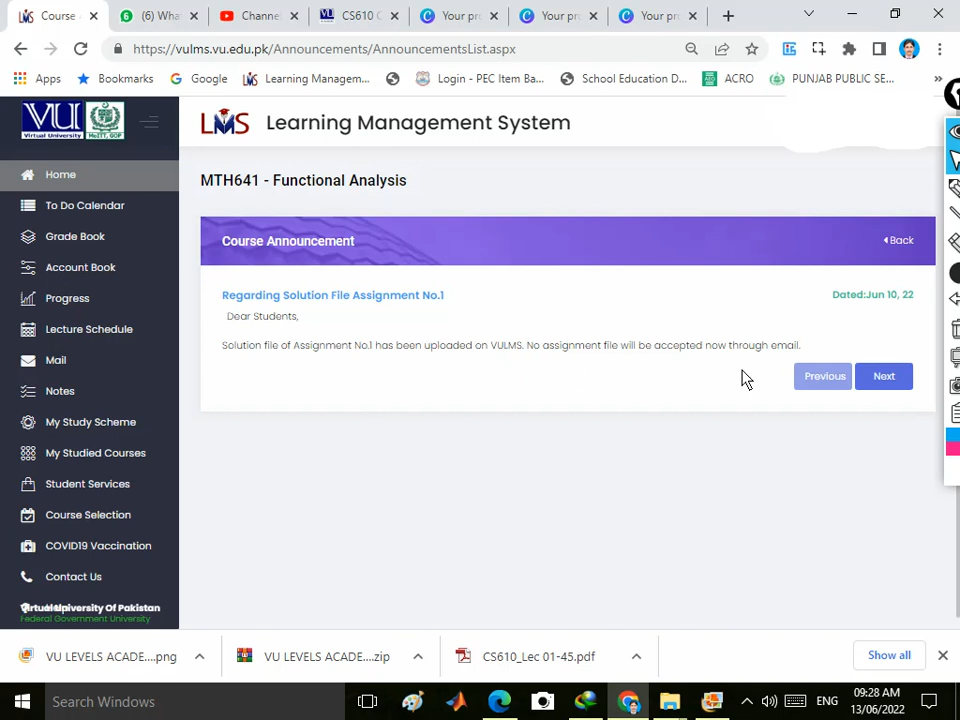 Course
(6) Wha
Channe
CS610 C
Your pr
Your pr
Your pr
https://vulms.vu.edu.pk/Announcements/AnnouncementsList.aspx
Apps
Bookmarks
Google
Learning Managem...
Login - PEC Item Ba...
School Education D...
ACRO
PUNJAB PUBLIC SE...
»
VU
Virtual University
MoITT, GOP
LMS
Learning Management System
Home
To Do Calendar
Grade Book
Account Book
Progress
Lecture Schedule
Mail
Notes
My Study Scheme
My Studied Courses
Student Services
Course Selection
COVID19 Vaccination
Contact Us
Virtual University Of Pakistan
Federal Government University
MTH641 - Functional Analysis
Course Announcement
Back
Regarding Solution File Assignment No.1
Dated:Jun 10, 22
Dear Students,
Solution file of Assignment No.1 has been uploaded on VULMS. No assignment file will be accepted now through email.
Previous
Next
VU LEVELS ACADE....png
VU LEVELS ACADE....zip
CS610_Lec 01-45.pdf
Show all
Search Windows
ENG
09:28 AM
13/06/2022